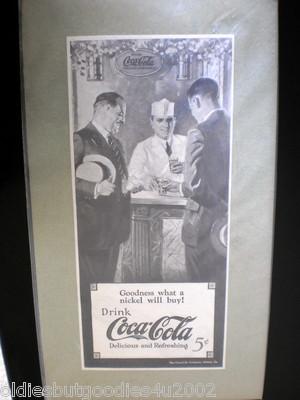 Coca-Cola
Goodness what a
nickel will buy!
Drink
Coca-Cola
Delicious and Refreshing
5¢
oldiesbutgoodies4u2002